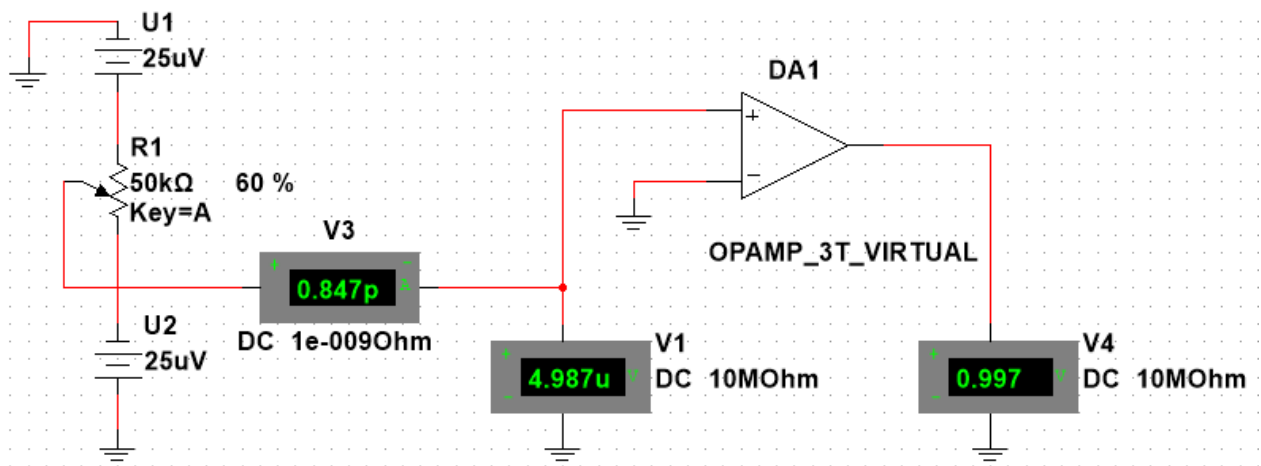 U1
25uV
R1
50kΩ 60 %
Key=A
V3
+ −
0.847p A
DC 1e-009Ohm
U2
25uV
DA1
+
−
OPAMP_3T_VIRTUAL
V1
+
4.987u V
−
DC 10MOhm
V4
+
0.997 V
−
DC 10MOhm